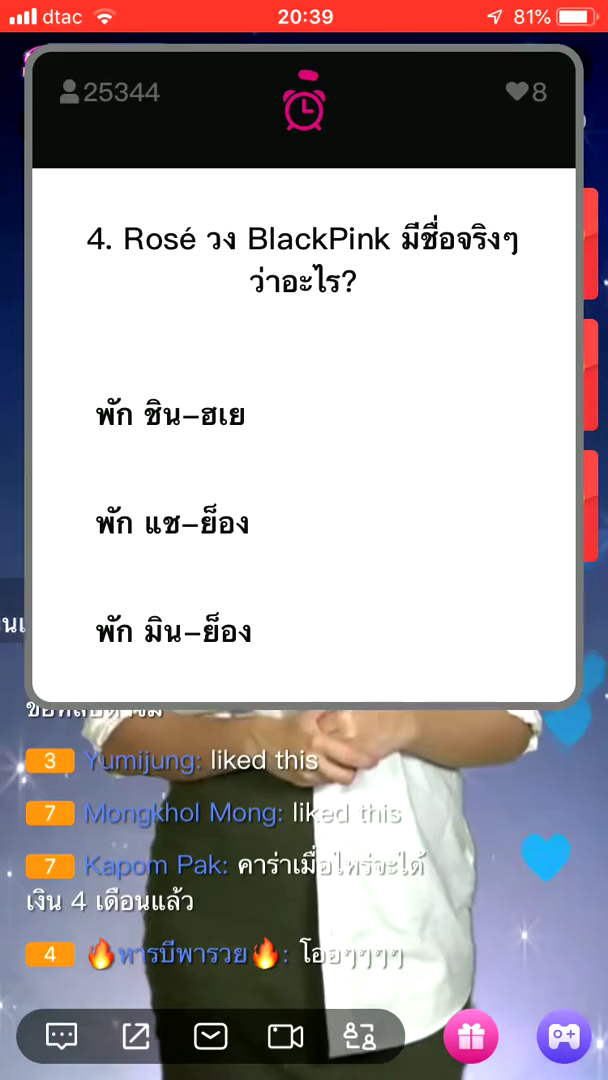 dtac 20:39 81%
25344 8
4. Rosé วง BlackPink มีชื่อจริงๆ
ว่าอะไร?
พัก ชิน-ฮเย
พัก แช-ย็อง
พัก มิน-ย็อง
3 Yumijung: liked this
7 Mongkhol Mong: liked this
7 Kapom Pak: คาร่าเมื่อไหร่จะได้
เงิน 4 เดือนแล้ว
4 🔥หารบีพารวย🔥: โออๆๆๆๆ